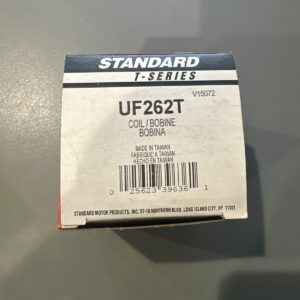 STANDARD
T-SERIES
V15072
UF262T
COIL / BOBINE
BOBINA
MADE IN TAIWAN
FABRIQUÉ A TAIWAN
HECHO EN TAIWAN
0 25623 39636 1
STANDARD MOTOR PRODUCTS, INC. 37-18 NORTHERN BLVD. LONG ISLAND CITY, NY 11101